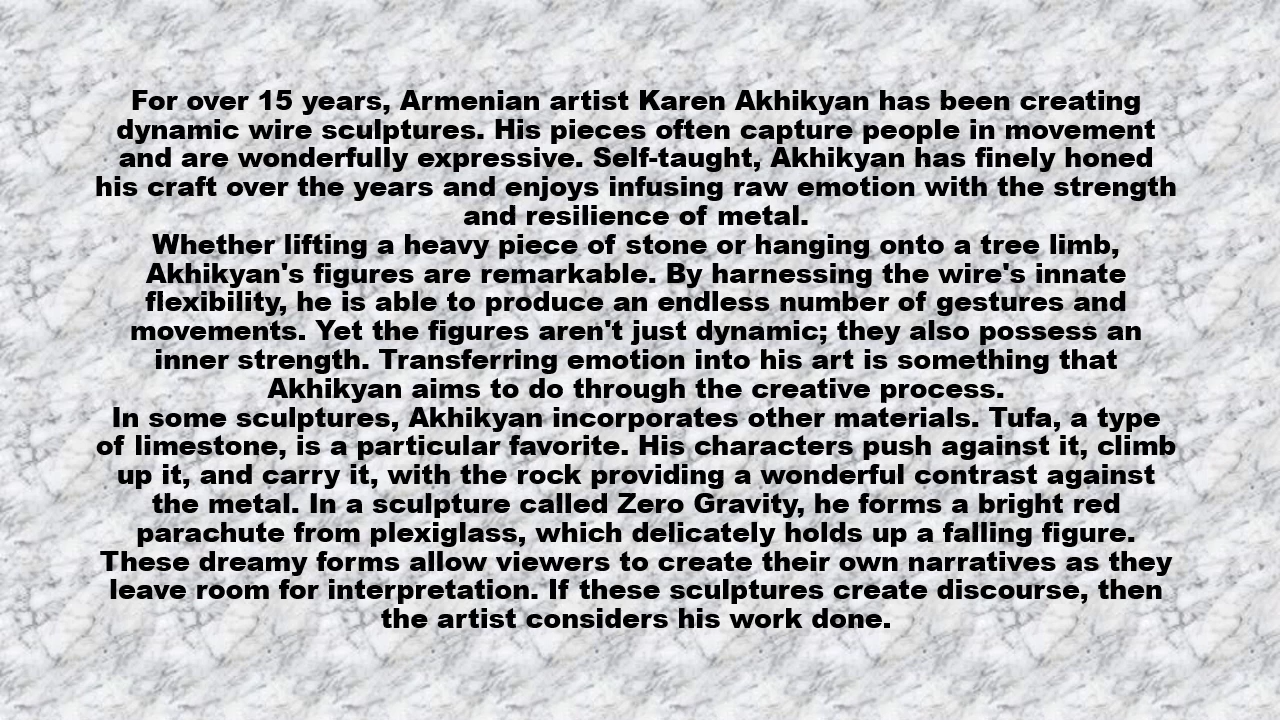 For over 15 years, Armenian artist Karen Akhikyan has been creating
dynamic wire sculptures. His pieces often capture people in movement
and are wonderfully expressive. Self-taught, Akhikyan has finely honed
his craft over the years and enjoys infusing raw emotion with the strength
and resilience of metal.
Whether lifting a heavy piece of stone or hanging onto a tree limb,
Akhikyan's figures are remarkable. By harnessing the wire's innate
flexibility, he is able to produce an endless number of gestures and
movements. Yet the figures aren't just dynamic; they also possess an
inner strength. Transferring emotion into his art is something that
Akhikyan aims to do through the creative process.
In some sculptures, Akhikyan incorporates other materials. Tufa, a type
of limestone, is a particular favorite. His characters push against it, climb
up it, and carry it, with the rock providing a wonderful contrast against
the metal. In a sculpture called Zero Gravity, he forms a bright red
parachute from plexiglass, which delicately holds up a falling figure.
These dreamy forms allow viewers to create their own narratives as they
leave room for interpretation. If these sculptures create discourse, then
the artist considers his work done.